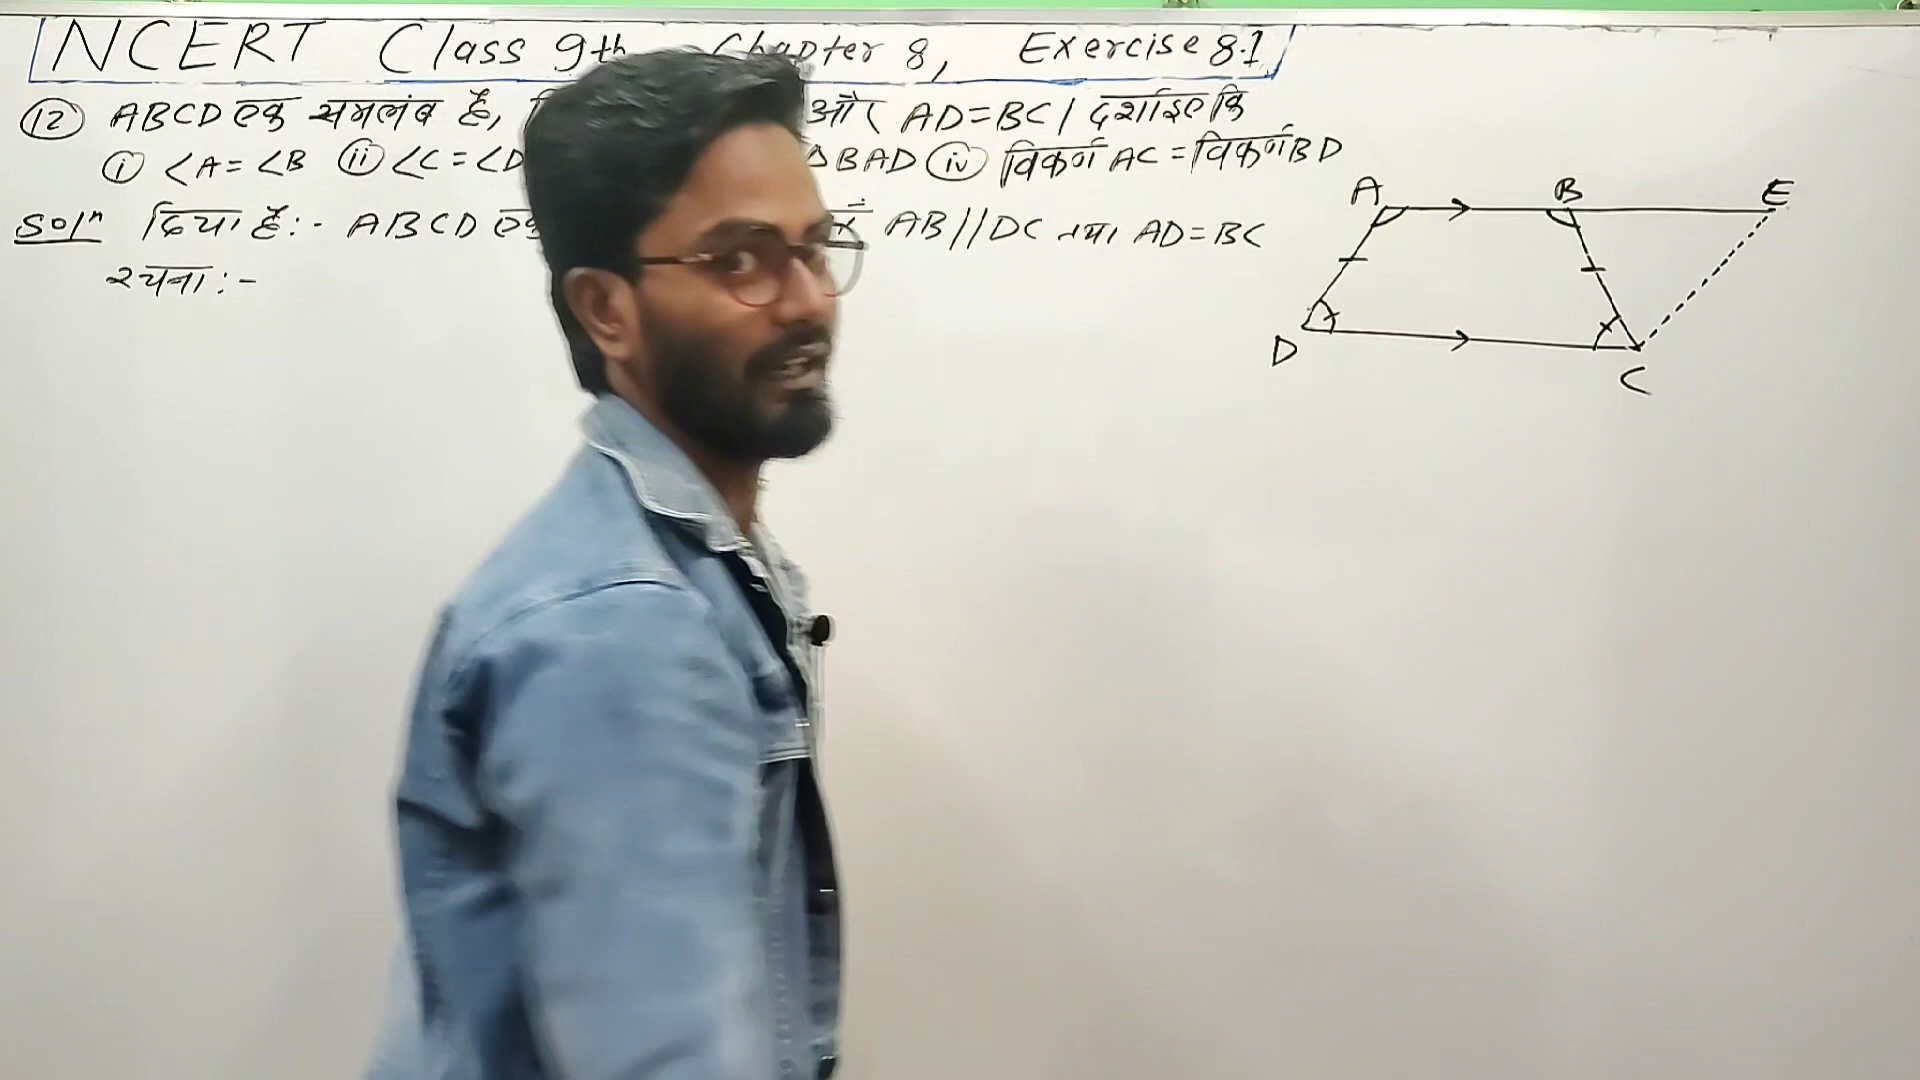 NCERT Class 9th Chapter 8, Exercise 8.1
(12) ABCD एक समलंब है, और AD=BC। दर्शाइए कि
(i) ∠A=∠B (ii) ∠C=∠D ΔBAD (iv) विकर्ण AC=विकर्ण BD
Solⁿ दिया है:- ABCD AB//DC तथा AD=BC
रचना:-
A B E
D C